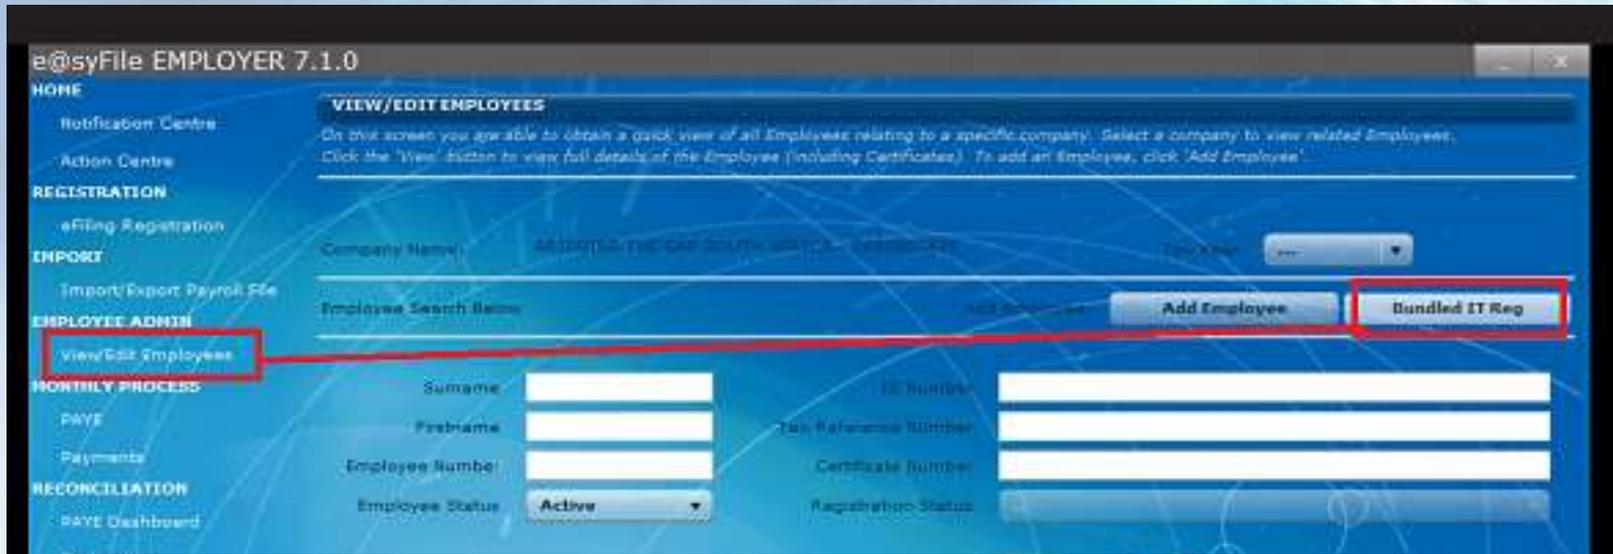 e@syFile EMPLOYER 7.1.0
HOME
Notification Centre
Action Centre
REGISTRATION
eFiling Registration
IMPORT
Import/Export Payroll File
EMPLOYEE ADMIN
View/Edit Employees
MONTHLY PROCESS
PAYE
Payments
RECONCILIATION
PAYE Dashboard
VIEW/EDIT EMPLOYEES
On this screen you are able to obtain a quick view of all Employees relating to a specific company. Select a company to view related Employees.
Click the 'View' button to view full details of the Employee (including Certificates). To add an Employee, click 'Add Employee'.
Company Name:
Tax Year
---
Employee Search Below
Add Employee
Add Employee
Bundled IT Reg
Surname
ID Number
Firstname
Tax Reference Number
Employee Number
Certificate Number
Employee Status
Active
Registration Status